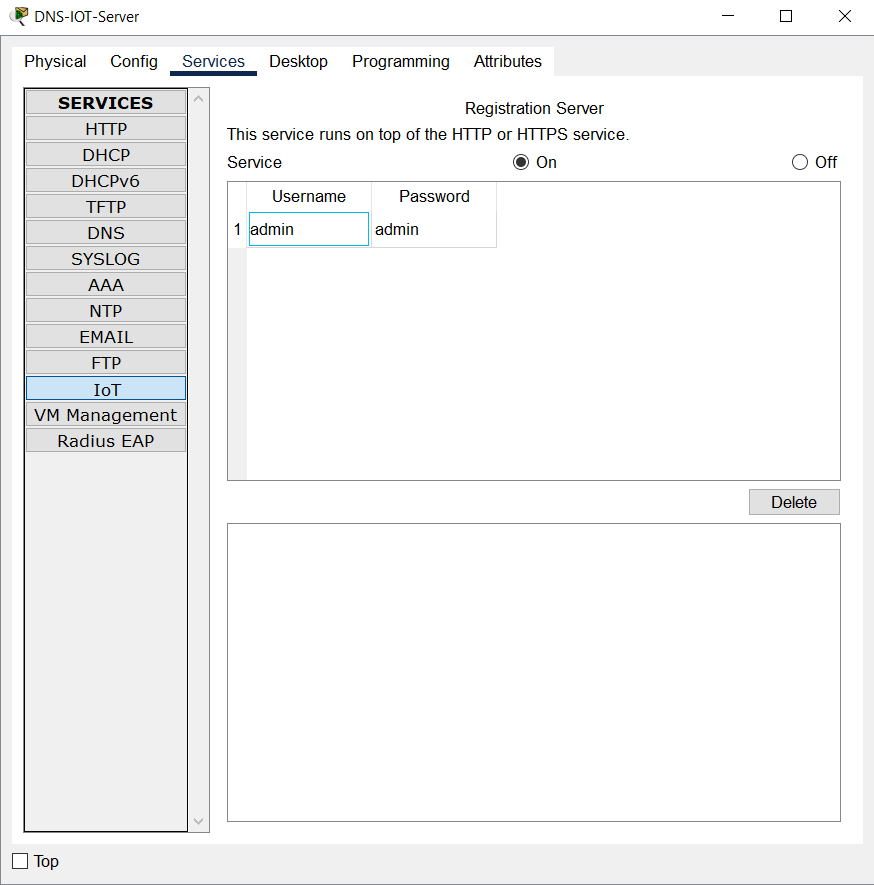 DNS-IOT-Server
Physical Config Services Desktop Programming Attributes
SERVICES
HTTP
DHCP
DHCPv6
TFTP
DNS
SYSLOG
AAA
NTP
EMAIL
FTP
IoT
VM Management
Radius EAP
Registration Server
This service runs on top of the HTTP or HTTPS service.
Service On Off
Username Password
1 admin admin
Delete
Top